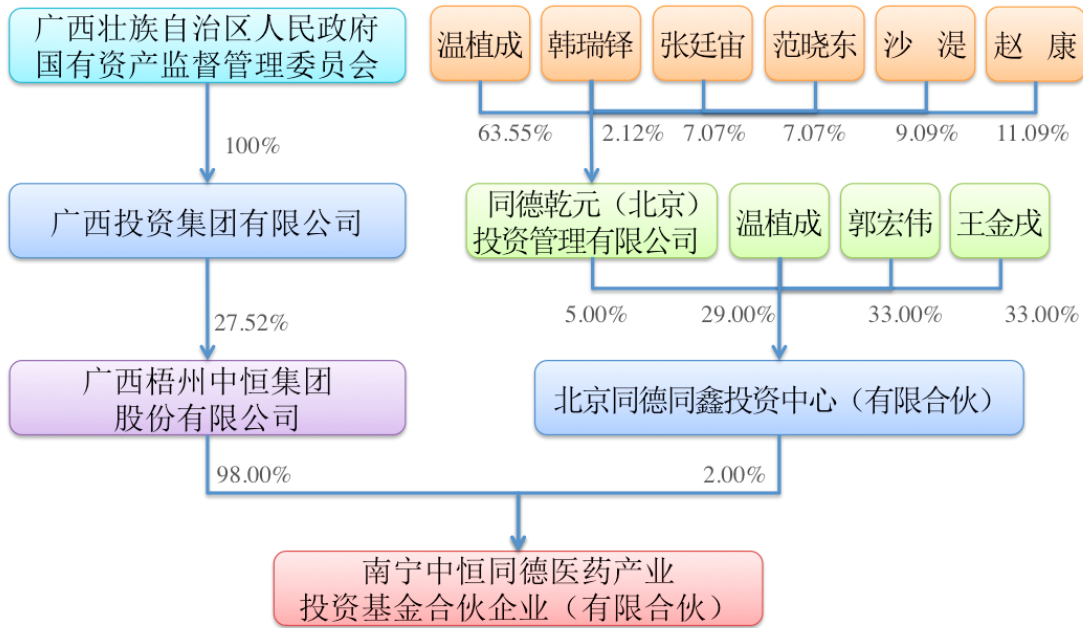 广西壮族自治区人民政府
国有资产监督管理委员会
温植成
韩瑞铎
张廷宙
范晓东
沙 湜
赵 康
63.55%
2.12%
7.07%
7.07%
9.09%
11.09%
100%
广西投资集团有限公司
同德乾元（北京）
投资管理有限公司
温植成
郭宏伟
王金戌
27.52%
5.00%
29.00%
33.00%
33.00%
广西梧州中恒集团
股份有限公司
北京同德同鑫投资中心（有限合伙）
98.00%
2.00%
南宁中恒同德医药产业
投资基金合伙企业（有限合伙）